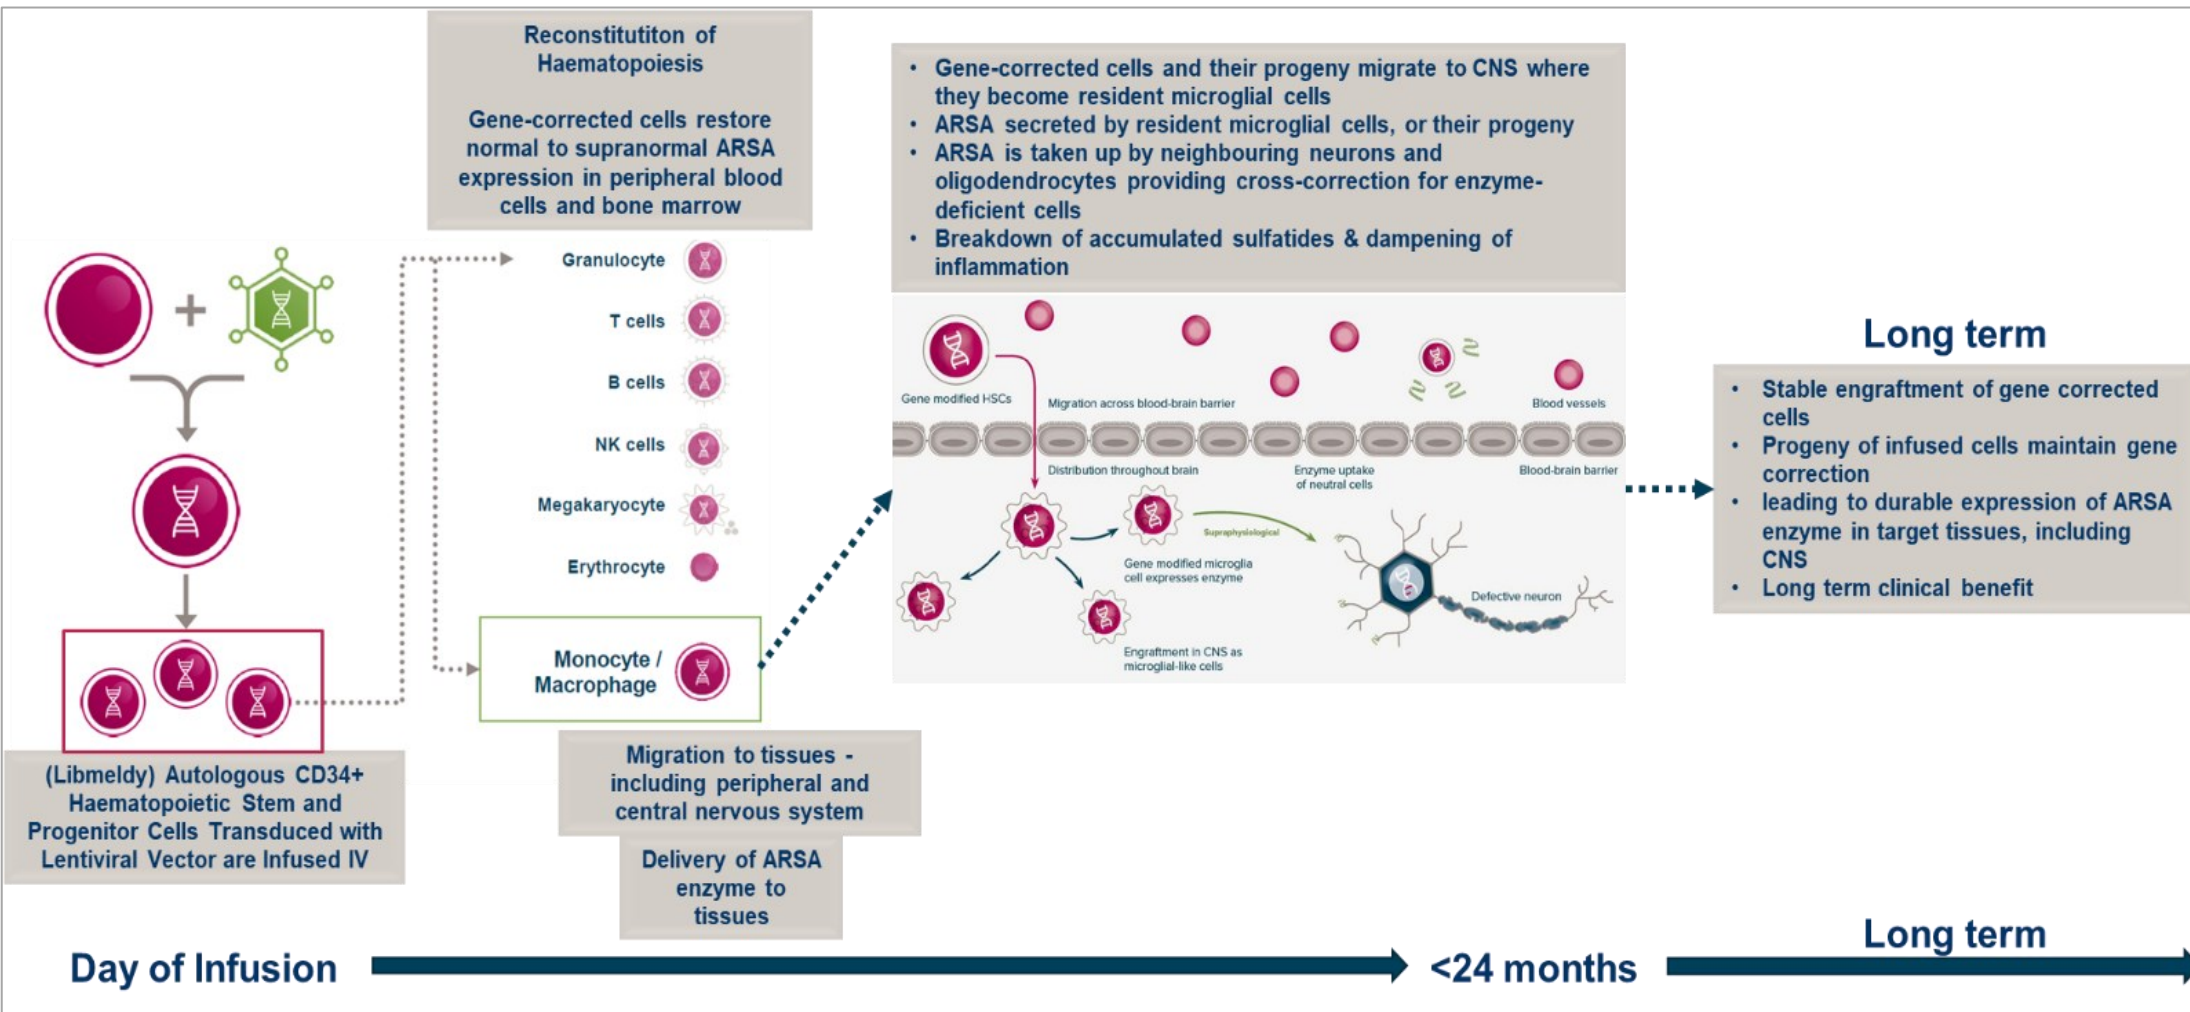 Reconstitutiton of
Haematopoiesis
Gene-corrected cells restore
normal to supranormal ARSA
expression in peripheral blood
cells and bone marrow
Granulocyte
T cells
B cells
NK cells
Megakaryocyte
Erythrocyte
Monocyte /
Macrophage
(Libmeldy) Autologous CD34+
Haematopoietic Stem and
Progenitor Cells Transduced with
Lentiviral Vector are Infused IV
Migration to tissues -
including peripheral and
central nervous system
Delivery of ARSA
enzyme to
tissues
• Gene-corrected cells and their progeny migrate to CNS where
they become resident microglial cells
• ARSA secreted by resident microglial cells, or their progeny
• ARSA is taken up by neighbouring neurons and
oligodendrocytes providing cross-correction for enzyme-
deficient cells
• Breakdown of accumulated sulfatides & dampening of
inflammation
Gene modified HSCs
Migration across blood-brain barrier
Blood vessels
Distribution throughout brain
Enzyme uptake
of neutral cells
Blood-brain barrier
Supraphysiological
Gene modified microglia
cell expresses enzyme
Defective neuron
Engraftment in CNS as
microglial-like cells
Long term
• Stable engraftment of gene corrected
cells
• Progeny of infused cells maintain gene
correction
• leading to durable expression of ARSA
enzyme in target tissues, including
CNS
• Long term clinical benefit
Day of Infusion
<24 months
Long term